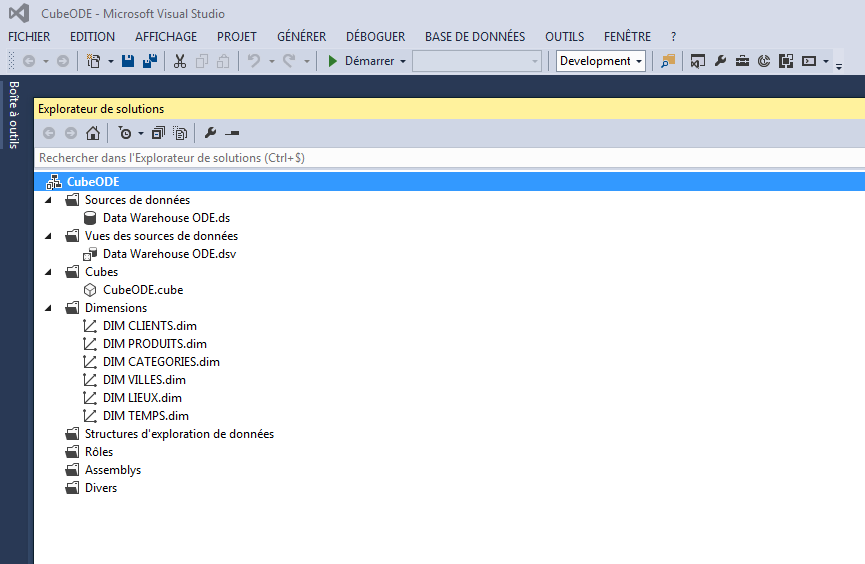 CubeODE - Microsoft Visual Studio
FICHIER EDITION AFFICHAGE PROJET GÉNÉRER DÉBOGUER BASE DE DONNÉES OUTILS FENÊTRE ?
Démarrer Development
Boîte à outils
Explorateur de solutions
Rechercher dans l'Explorateur de solutions (Ctrl+$)
CubeODE
Sources de données
Data Warehouse ODE.ds
Vues des sources de données
Data Warehouse ODE.dsv
Cubes
CubeODE.cube
Dimensions
DIM CLIENTS.dim
DIM PRODUITS.dim
DIM CATEGORIES.dim
DIM VILLES.dim
DIM LIEUX.dim
DIM TEMPS.dim
Structures d'exploration de données
Rôles
Assemblys
Divers